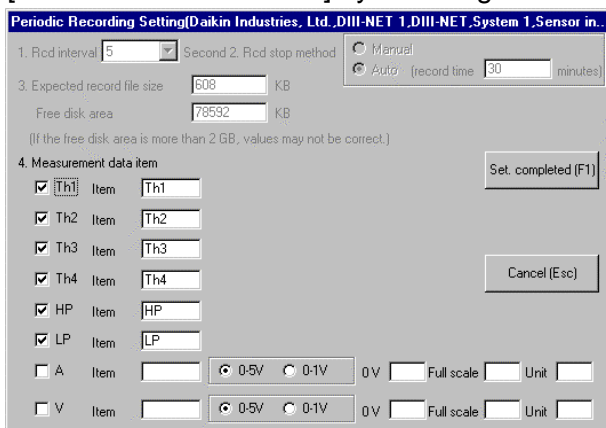 Periodic Recording Setting(Daikin Industries, Ltd.,DIII-NET 1,DIII-NET,System 1,Sensor in..
1. Rcd interval 5 Second 2. Rcd stop method Manual
Auto (record time 30 minutes)
3. Expected record file size 608 KB
Free disk area 78592 KB
(If the free disk area is more than 2 GB, values may not be correct.)
4. Measurement data item
Set. completed (F1)
Th1 Item Th1
Th2 Item Th2
Th3 Item Th3
Th4 Item Th4
Cancel (Esc)
HP Item HP
LP Item LP
A Item 0-5V 0-1V 0 V Full scale Unit
V Item 0-5V 0-1V 0 V Full scale Unit